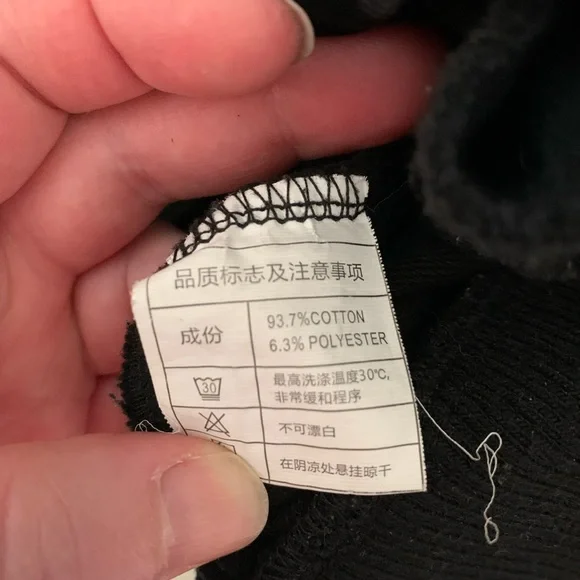 品质标志及注意事项
成份
93.7%COTTON
6.3% POLYESTER
30
最高洗涤温度30℃,
非常缓和程序
不可漂白
在阴凉处悬挂晾干